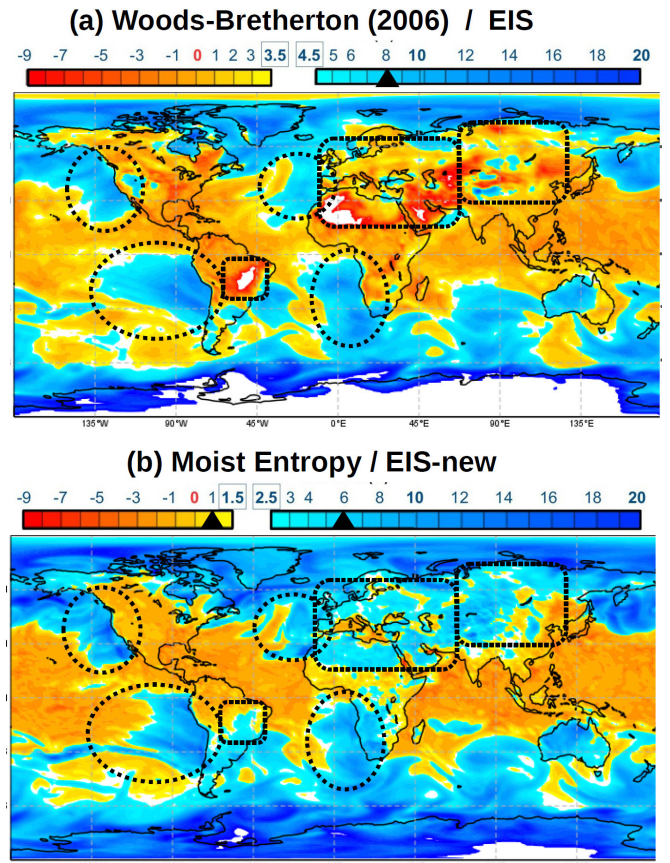 (a) Woods-Bretherton (2006) / EIS
-9 -7 -5 -3 -1 0 1 2 3 3.5 4.5 5 6 8 10 12 14 16 18 20
135°W 90°W 45°W 0°E 45°E 90°E 135°E
(b) Moist Entropy / EIS-new
-9 -7 -5 -3 -1 0 1 1.5 2.5 3 4 6 8 10 12 14 16 18 20